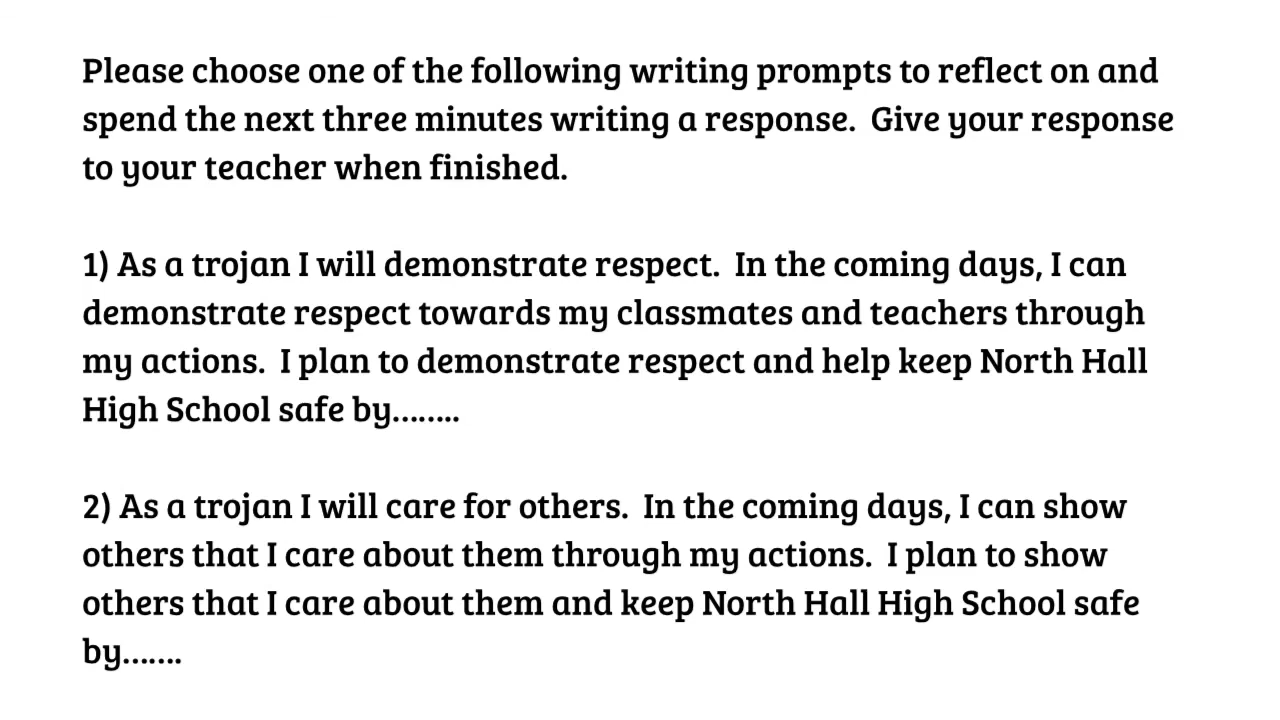 Please choose one of the following writing prompts to reflect on and
spend the next three minutes writing a response.  Give your response
to your teacher when finished.
1) As a trojan I will demonstrate respect.  In the coming days, I can
demonstrate respect towards my classmates and teachers through
my actions.  I plan to demonstrate respect and help keep North Hall
High School safe by........
2) As a trojan I will care for others.  In the coming days, I can show
others that I care about them through my actions.  I plan to show
others that I care about them and keep North Hall High School safe
by.......